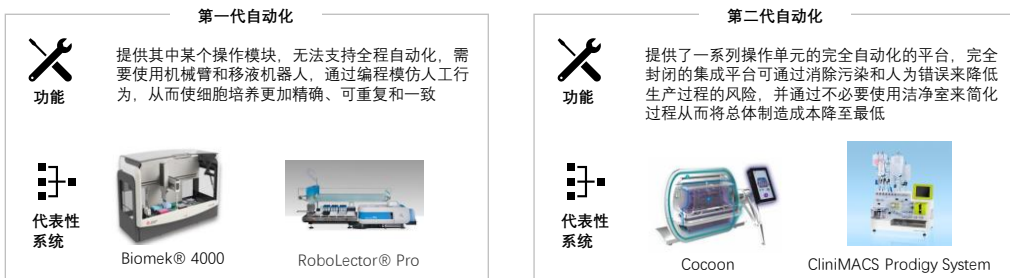 第一代自动化
功能
提供其中某个操作模块，无法支持全程自动化，需
要使用机械臂和移液机器人，通过编程模仿人工行
为，从而使细胞培养更加精确、可重复和一致
代表性
系统
Biomek® 4000
RoboLector® Pro
第二代自动化
功能
提供了一系列操作单元的完全自动化的平台，完全
封闭的集成平台可通过消除污染和人为错误来降低
生产过程的风险，并通过不必要使用洁净室来简化
过程从而将总体制造成本降至最低
代表性
系统
Cocoon
CliniMACS Prodigy System